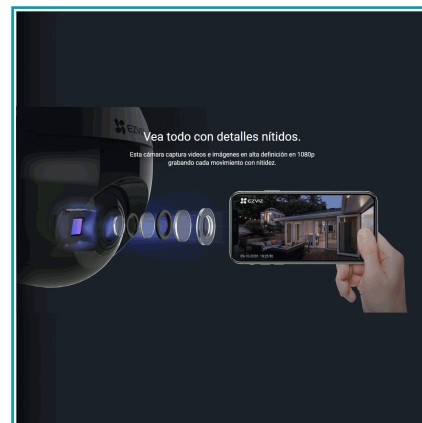 EZVIZ
Vea todo con detalles nítidos.
Esta cámara captura videos e imágenes en alta definición en 1080p
grabando cada movimiento con nitidez.
EZVIZ